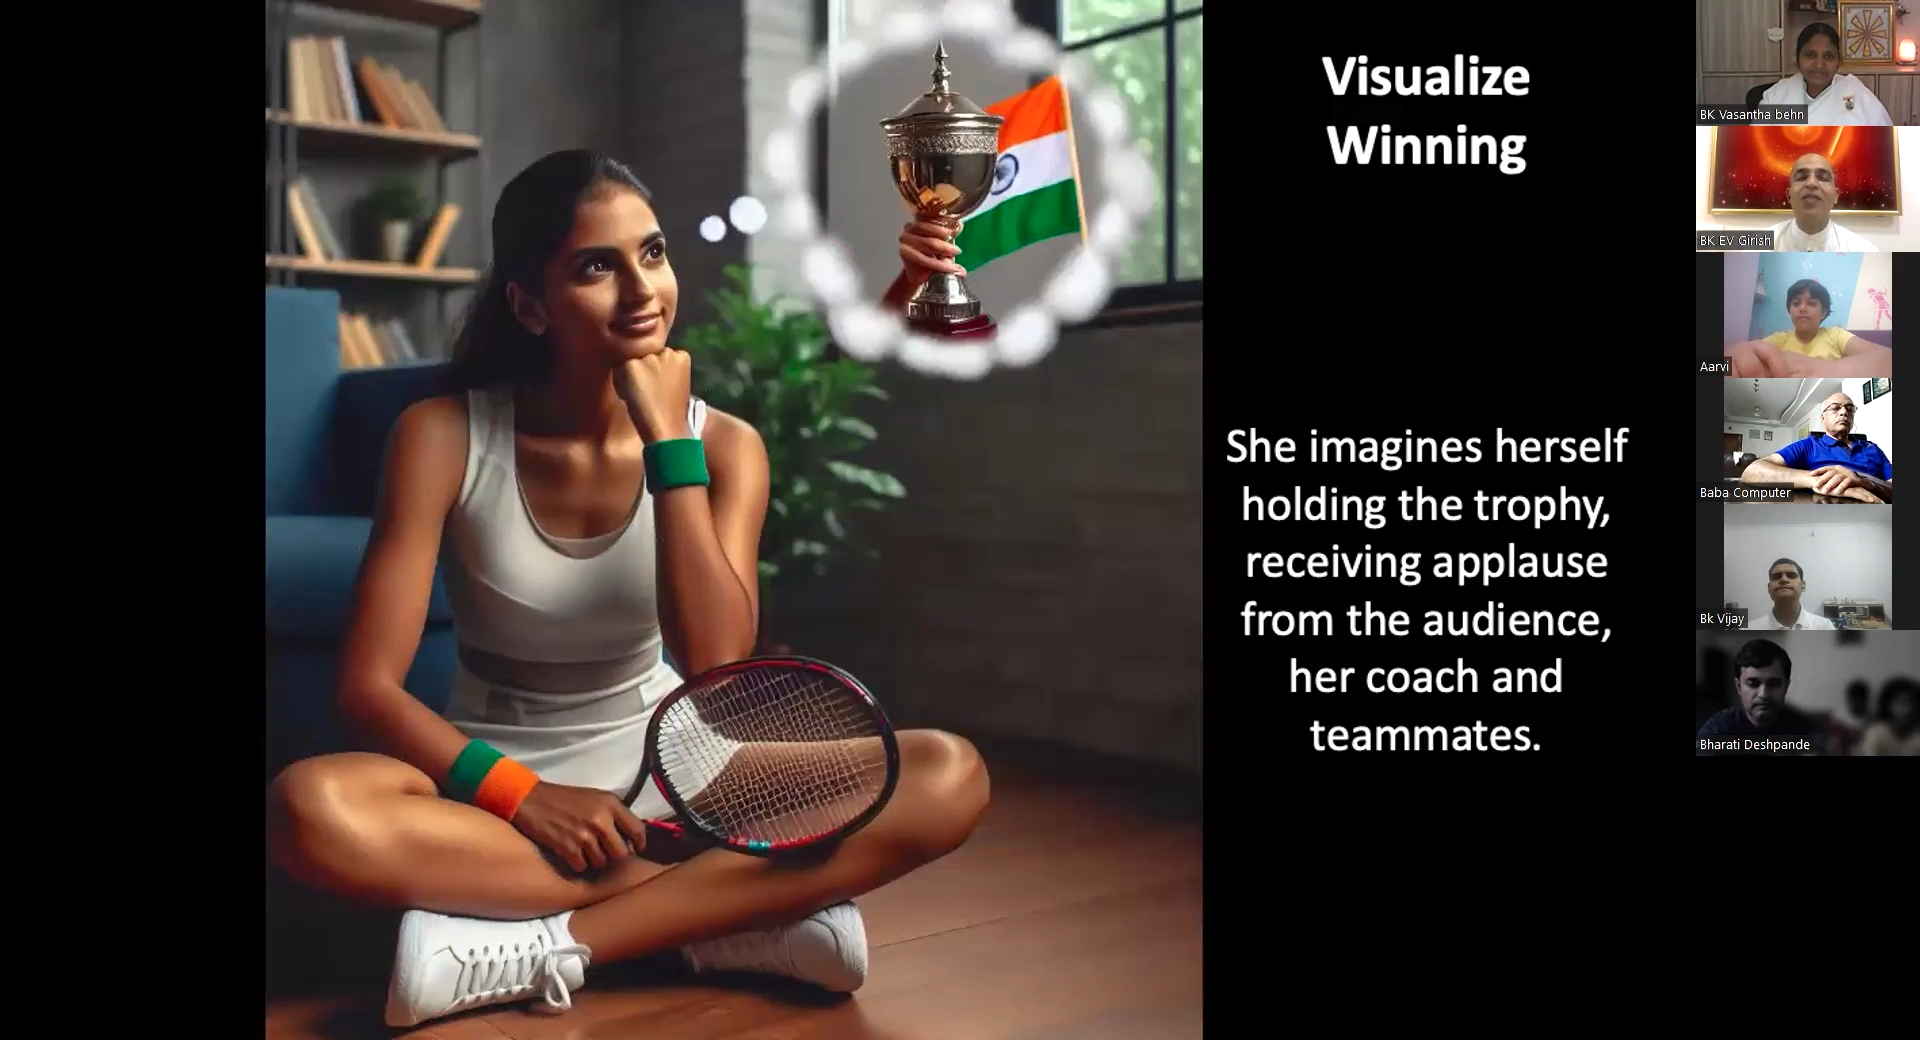 Visualize
Winning
She imagines herself
holding the trophy,
receiving applause
from the audience,
her coach and
teammates.
BK Vasantha behn
BK EV Girish
Aarvi
Baba Computer
Bk Vijay
Bharati Deshpande